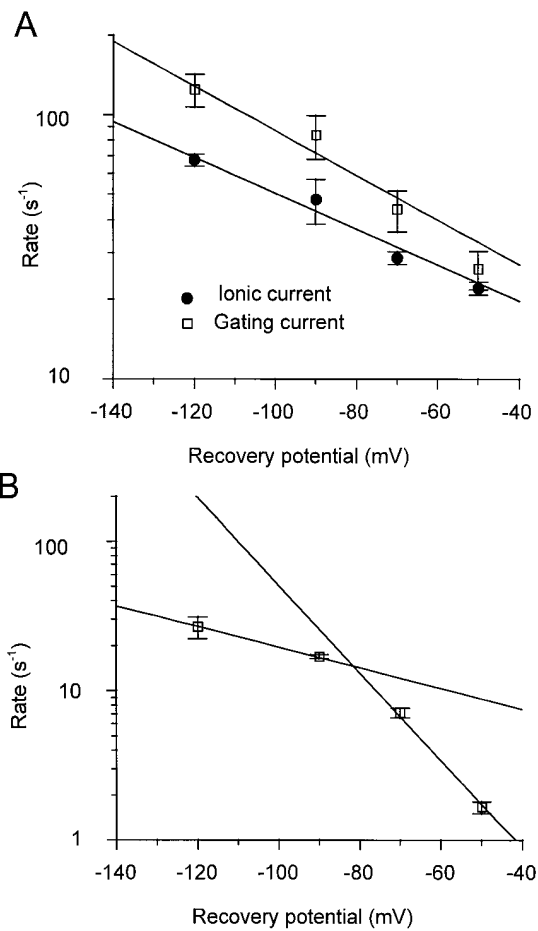 A
100
Rate (s-1)
Ionic current
Gating current
10
-140 -120 -100 -80 -60 -40
Recovery potential (mV)
B
100
Rate (s-1)
10
1
-140 -120 -100 -80 -60 -40
Recovery potential (mV)